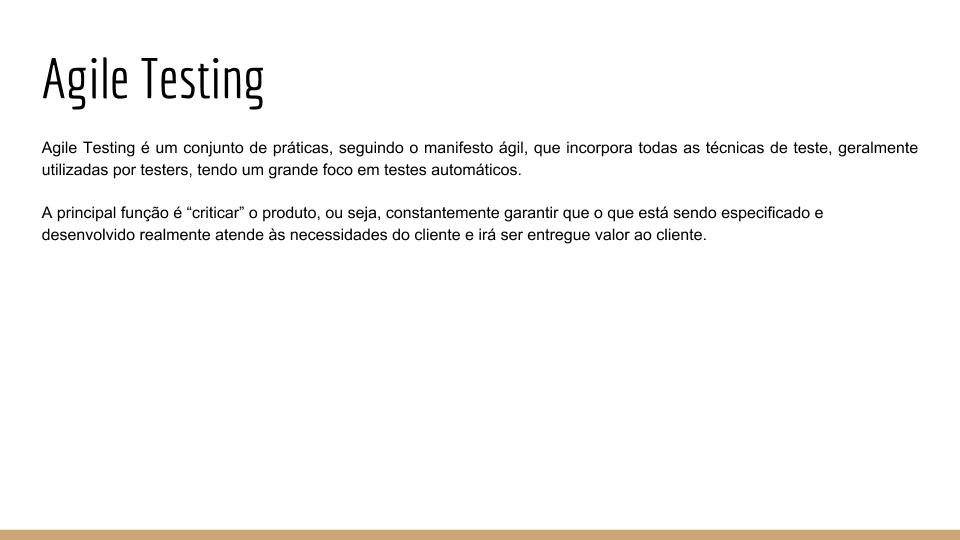 Agile Testing
Agile Testing é um conjunto de práticas, seguindo o manifesto ágil, que incorpora todas as técnicas de teste, geralmente
utilizadas por testers, tendo um grande foco em testes automáticos.
A principal função é “criticar” o produto, ou seja, constantemente garantir que o que está sendo especificado e
desenvolvido realmente atende às necessidades do cliente e irá ser entregue valor ao cliente.